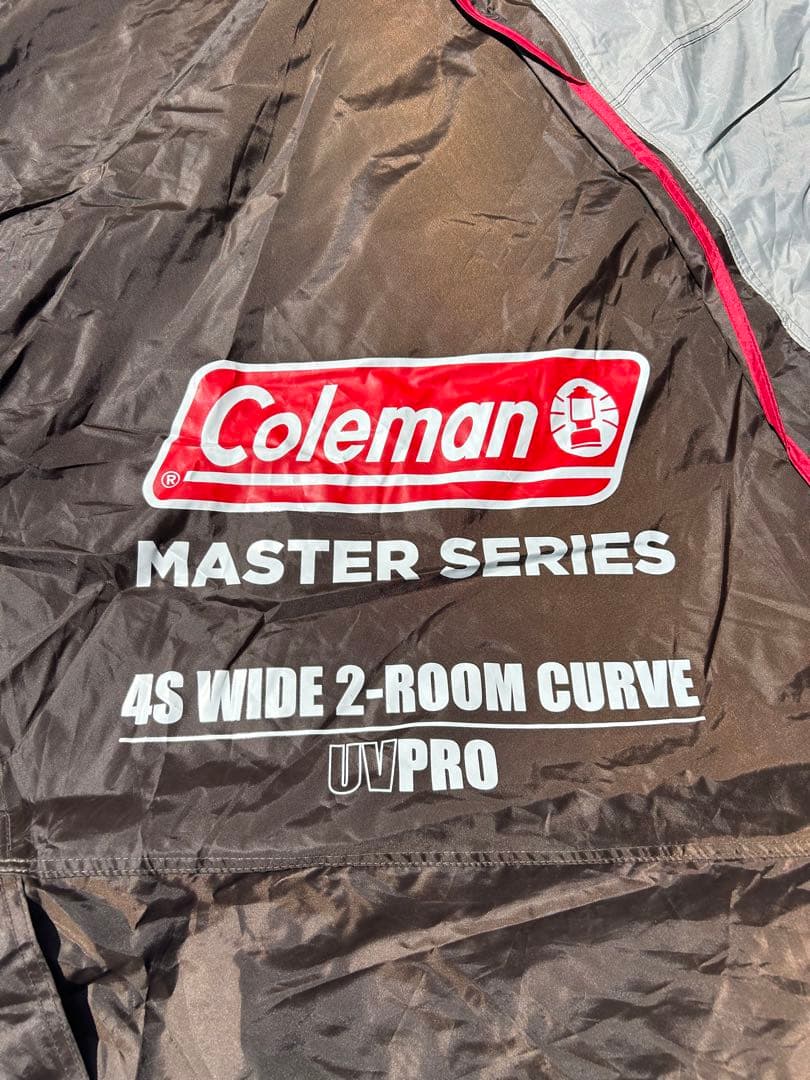 Coleman
®
MASTER SERIES
4S WIDE 2-ROOM CURVE
UVPRO